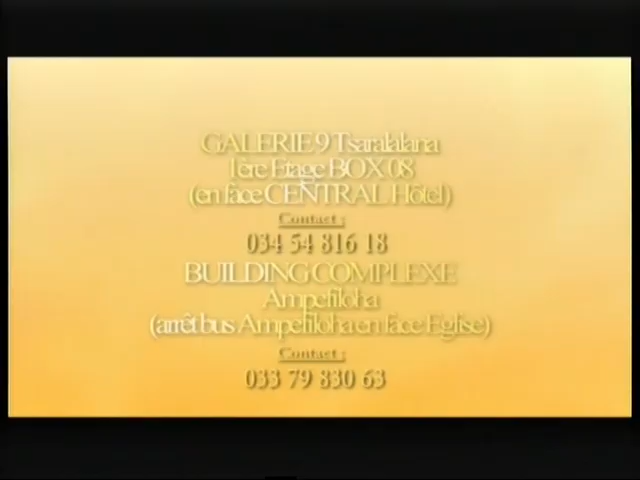 GALERIE 9 Tsaralalana
1ère Etage BOX 08
(en face CENTRAL Hôtel)
Contact :
034 54 816 18
BUILDING COMPLEXE
Ampefiloha
(arrêt bus Ampefiloha en face Eglise)
Contact :
033 79 830 63